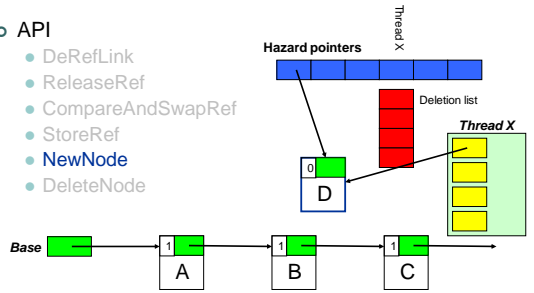 API
DeRefLink
ReleaseRef
CompareAndSwapRef
StoreRef
NewNode
DeleteNode
Thread X
Hazard pointers
Deletion list
Thread X
0
D
Base
1
A
1
B
1
C